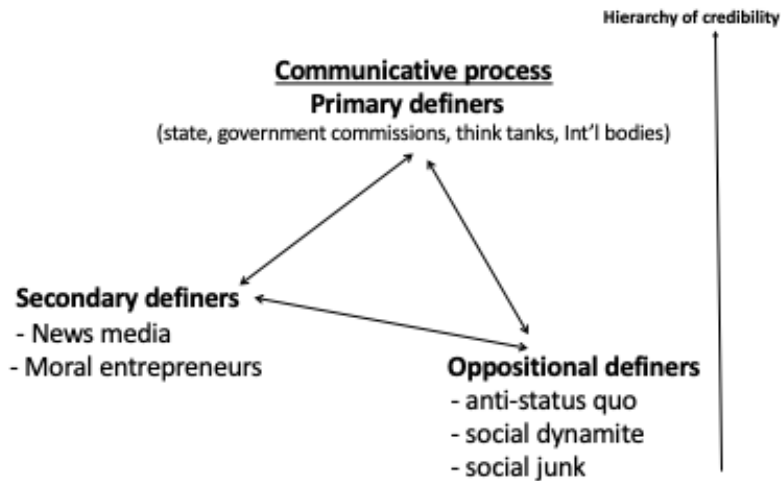 Hierarchy of credibility
Communicative process
Primary definers
(state, government commissions, think tanks, Int'l bodies)
Secondary definers
- News media
- Moral entrepreneurs
Oppositional definers
- anti-status quo
- social dynamite
- social junk